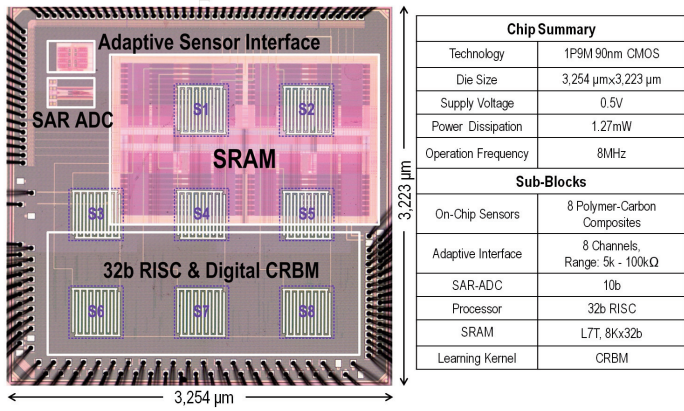 Adaptive Sensor Interface
SAR ADC
S1
S2
SRAM
S3
S4
S5
32b RISC & Digital CRBM
S6
S7
S8
3,223 µm
3,254 µm
Chip Summary
Technology 1P9M 90nm CMOS
Die Size 3,254 µm×3,223 µm
Supply Voltage 0.5V
Power Dissipation 1.27mW
Operation Frequency 8MHz
Sub-Blocks
On-Chip Sensors 8 Polymer-Carbon
Composites
Adaptive Interface 8 Channels,
Range: 5k - 100kΩ
SAR-ADC 10b
Processor 32b RISC
SRAM L7T, 8Kx32b
Learning Kernel CRBM